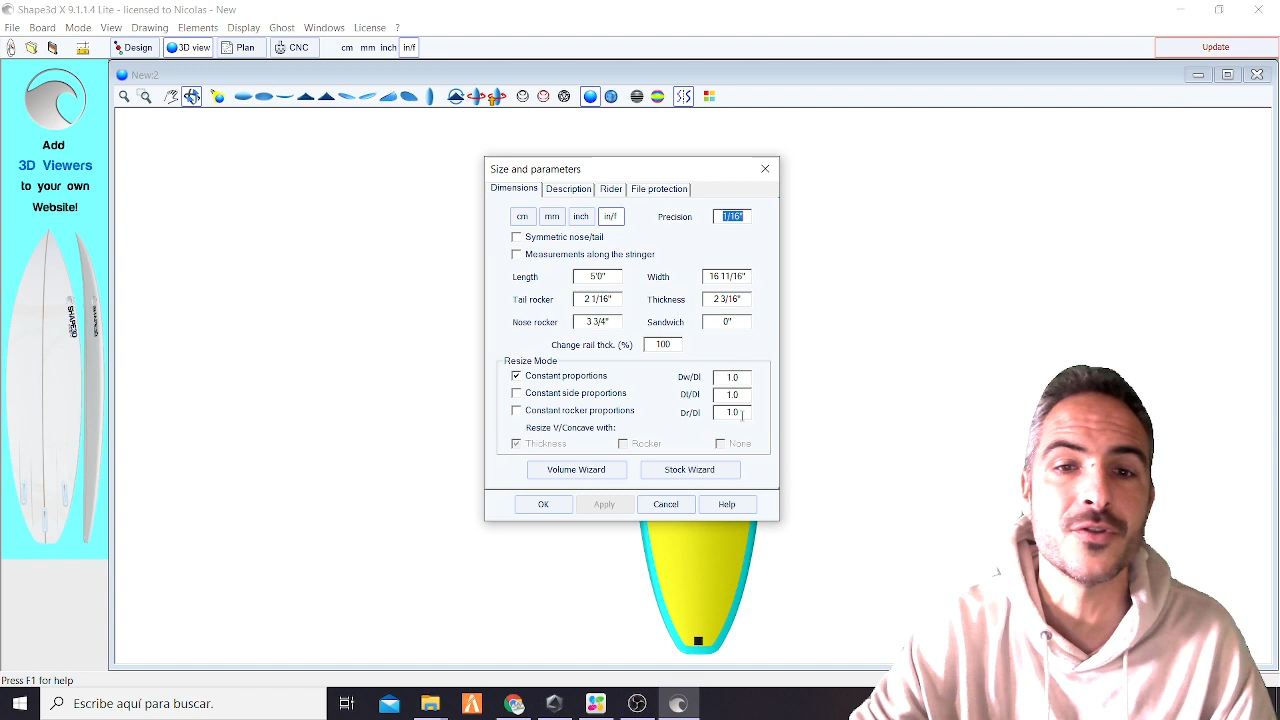 Shape3d X 9.1.1.4 Lite - licensed to Nicolas - New
File Board Mode View Drawing Elements Display Ghost Windows License ?
Design 3D view Plan CNC cm mm inch in/f Update
New:2
Add
3D Viewers
to your own
Website!
SHAPE3D
Size and parameters
Dimensions Description Rider File protection
cm mm inch in/f Precision 1/16"
Symmetric nose/tail
Measurements along the stringer
Length 5'0" Width 16 11/16"
Tail rocker 2 1/16" Thickness 2 3/16"
Nose rocker 3 3/4" Sandwich 0"
Change rail thck. (%) 100
Resize Mode
Constant proportions Dw/Dl 1.0
Constant side proportions Dt/Dl 1.0
Constant rocker proportions Dr/Dl 1.0
Resize V/Concave with:
Thickness Rocker None
Volume Wizard Stock Wizard
OK Apply Cancel Help
Press F1 for help
Escribe aquí para buscar.